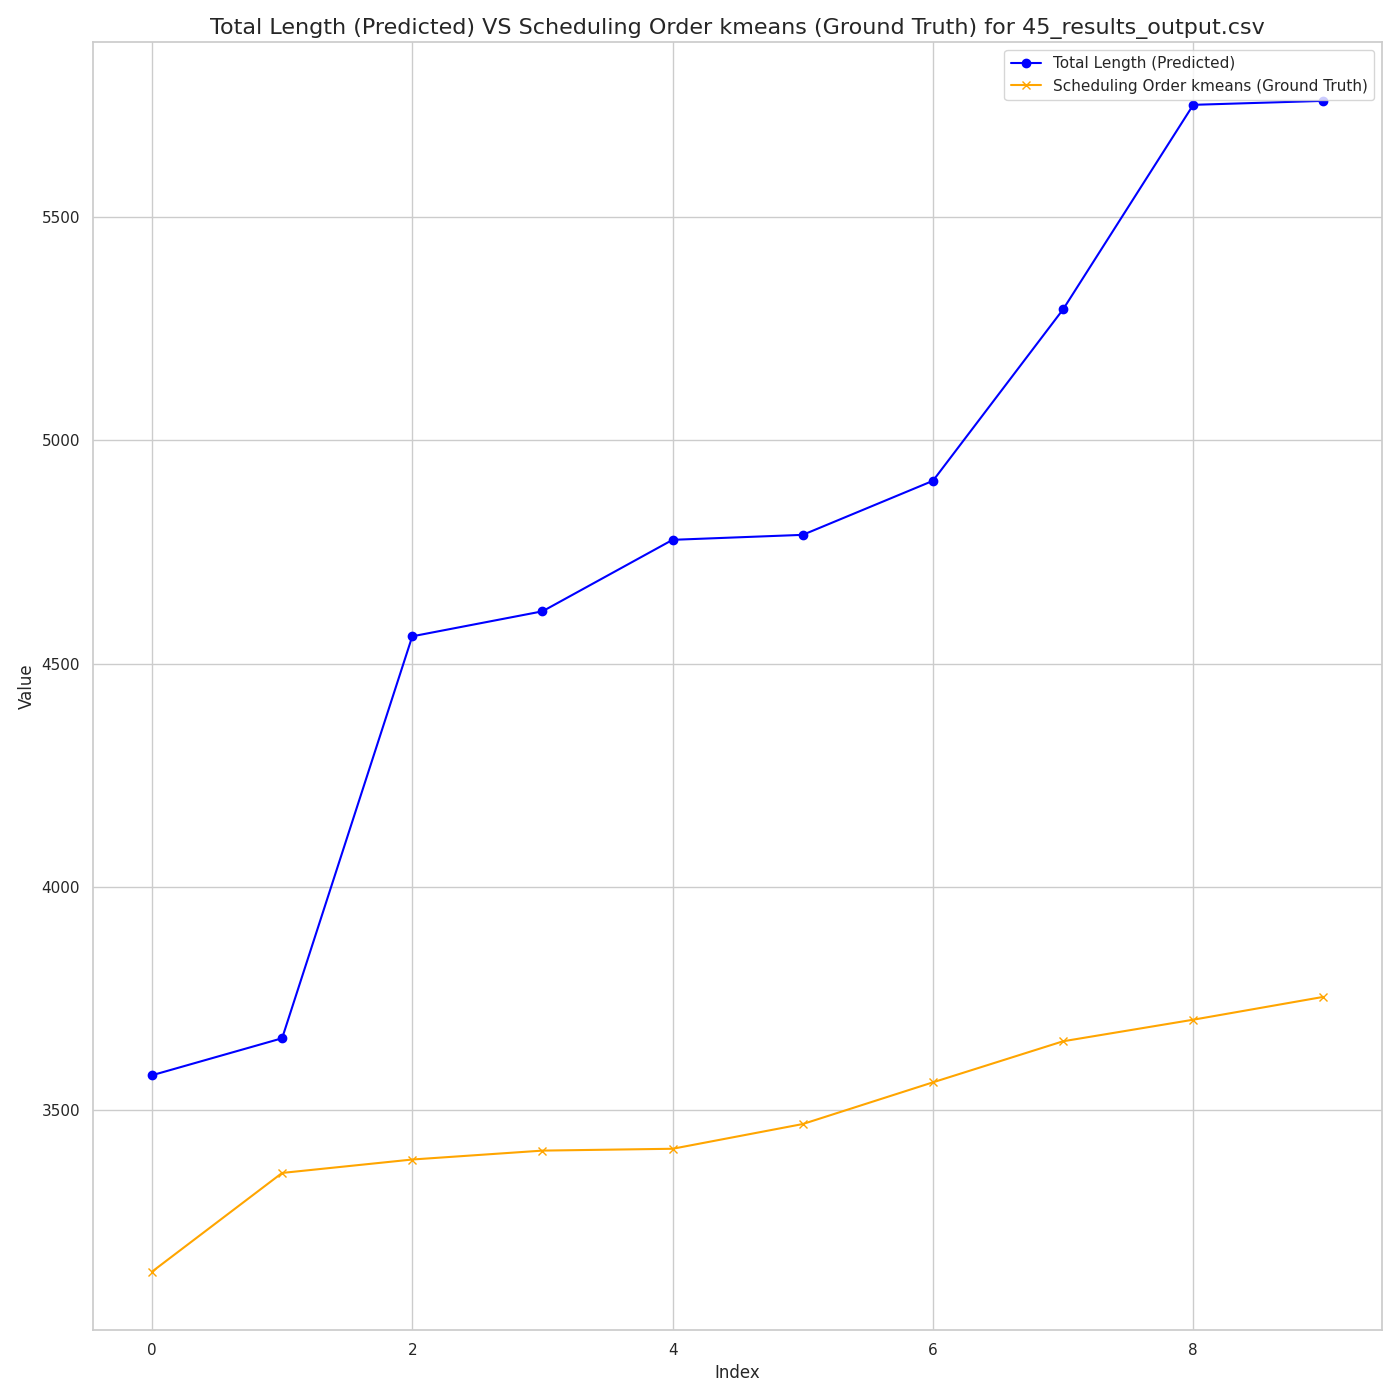 Total Length (Predicted) VS Scheduling Order kmeans (Ground Truth) for 45_results_output.csv
Total Length (Predicted)
Scheduling Order kmeans (Ground Truth)
5500
5000
4500
4000
3500
Value
0 2 4 6 8
Index